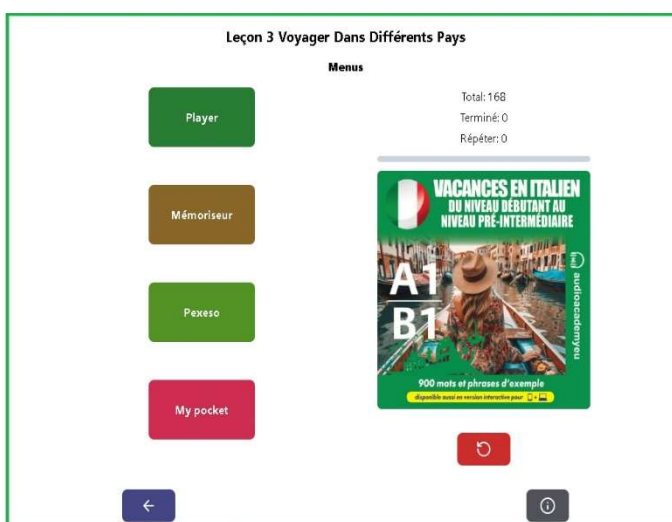 Leçon 3 Voyager Dans Différents Pays
Menus
Player
Mémoriseur
Pexeso
My pocket
Total: 168
Terminé: 0
Répéter: 0
VACANCES EN ITALIEN
DU NIVEAU DÉBUTANT AU
NIVEAU PRÉ-INTERMÉDIAIRE
A1
B1
audioacademyeu
900 mots et phrases d'exemple
disponible aussi en version interactive pour